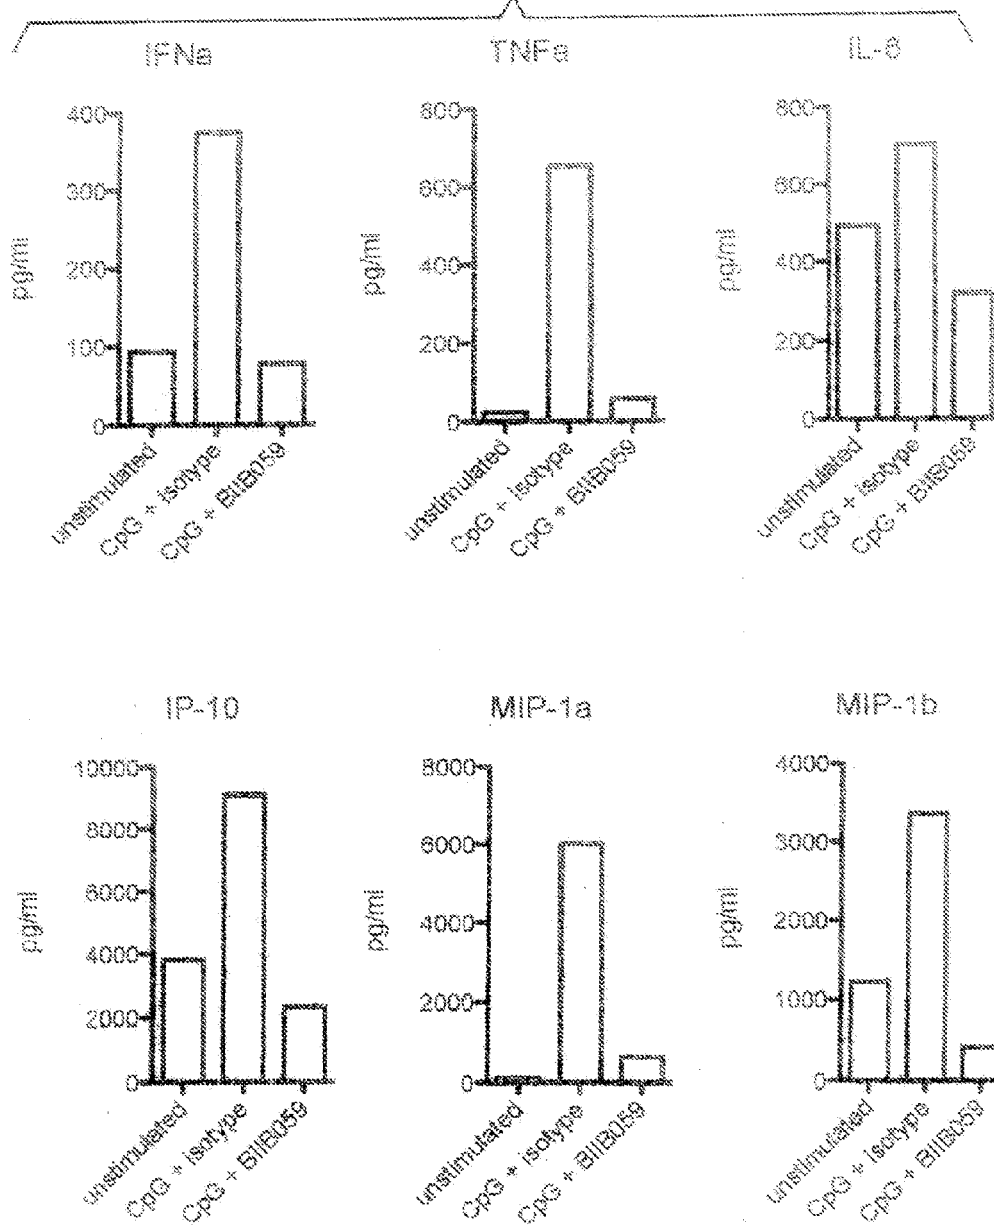 IFNa
TNFa
IL-6
400
300
200
100
0
pg/ml
unstimulated
CpG + isotype
CpG + BIIB059
800
600
400
200
0
pg/ml
unstimulated
CpG + isotype
CpG + BIIB059
800
600
400
200
0
pg/ml
unstimulated
CpG + isotype
CpG + BIIB059
IP-10
MIP-1a
MIP-1b
10000
8000
6000
4000
2000
0
pg/ml
unstimulated
CpG + isotype
CpG + BIIB059
8000
6000
4000
2000
0
pg/ml
unstimulated
CpG + isotype
CpG + BIIB059
4000
3000
2000
1000
0
pg/ml
unstimulated
CpG + isotype
CpG + BIIB059